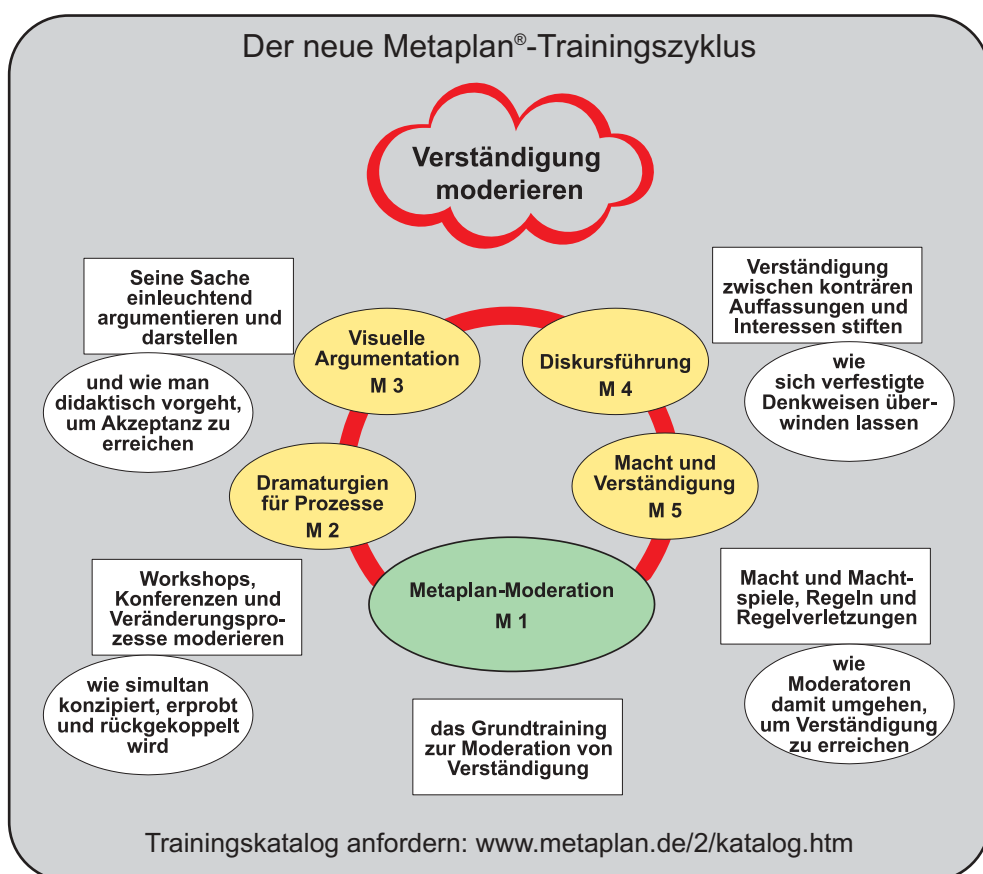 Der neue Metaplan®-Trainingszyklus
Verständigung
moderieren
Seine Sache
einleuchtend
argumentieren und
darstellen
und wie man
didaktisch vorgeht,
um Akzeptanz zu
erreichen
Visuelle
Argumentation
M 3
Diskursführung
M 4
Verständigung
zwischen konträren
Auffassungen und
Interessen stiften
wie
sich verfestigte
Denkweisen über-
winden lassen
Dramaturgien
für Prozesse
M 2
Macht und
Verständigung
M 5
Metaplan-Moderation
M 1
Workshops,
Konferenzen und
Veränderungspro-
zesse moderieren
wie simultan
konzipiert, erprobt
und rückgekoppelt
wird
das Grundtraining
zur Moderation von
Verständigung
Macht und Macht-
spiele, Regeln und
Regelverletzungen
wie
Moderatoren
damit umgehen,
um Verständigung
zu erreichen
Trainingskatalog anfordern: www.metaplan.de/2/katalog.htm